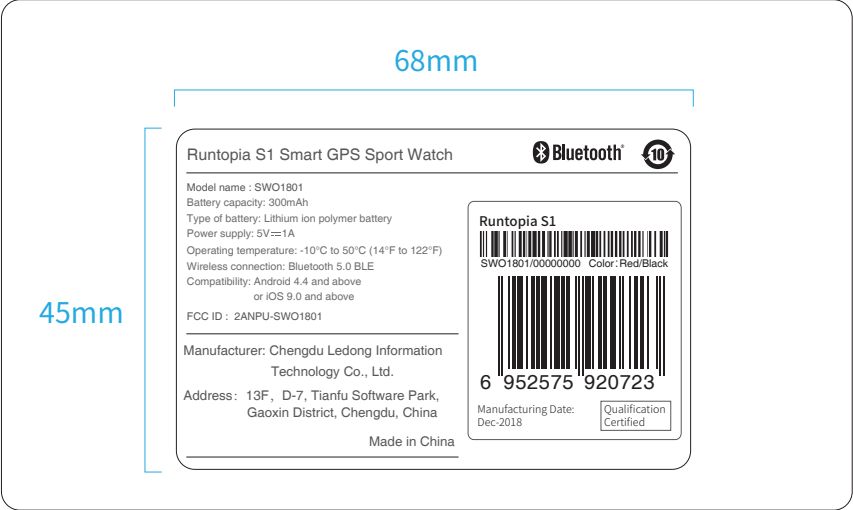 68mm
45mm
Runtopia S1 Smart GPS Sport Watch
Bluetooth®
10
Model name : SWO1801
Battery capacity: 300mAh
Type of battery: Lithium ion polymer battery
Power supply: 5V⎓1A
Operating temperature: -10°C to 50°C (14°F to 122°F)
Wireless connection: Bluetooth 5.0 BLE
Compatibility: Android 4.4 and above
or iOS 9.0 and above
FCC ID : 2ANPU-SWO1801
Manufacturer: Chengdu Ledong Information
Technology Co., Ltd.
Address： 13F，D-7, Tianfu Software Park,
Gaoxin District, Chengdu, China
Made in China
Runtopia S1
SWO1801/00000000 Color：Red/Black
6 952575 920723
Manufacturing Date:
Dec-2018
Qualification
Certified